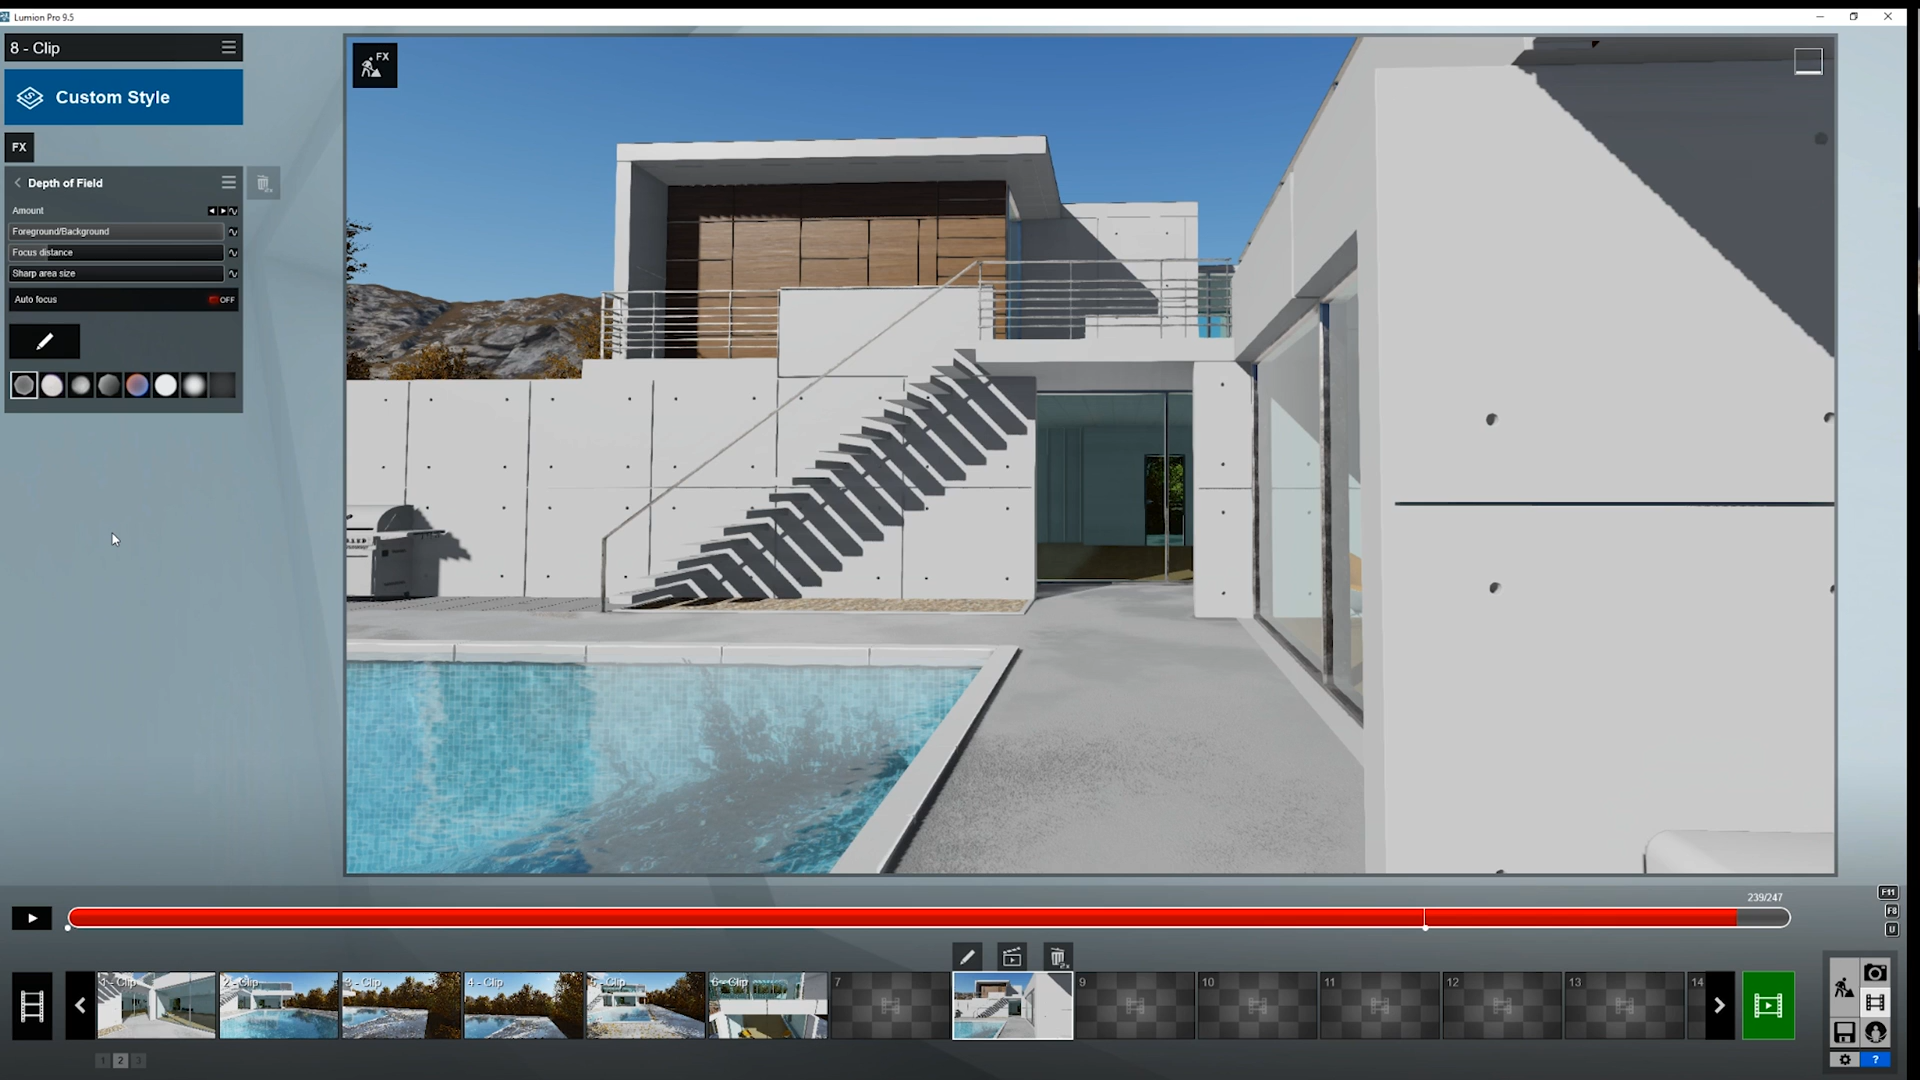 Lumion Pro 9.5
8 - Clip
Custom Style
FX
FX
Depth of Field
Amount
Foreground/Background
Focus distance
Sharp area size
Auto focus
OFF
239/247
F11
F8
U
1 - Clip
2 - Clip
3 - Clip
4 - Clip
5 - Clip
6 - Clip
7
9
10
11
12
13
14
1
2
3
?